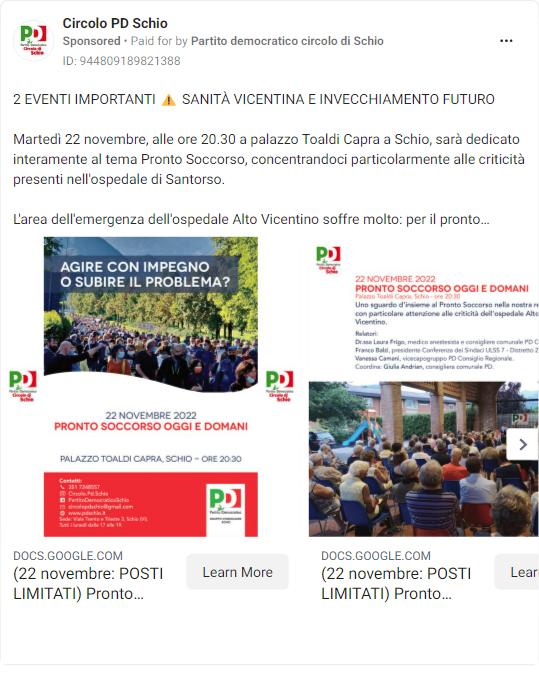 Circolo PD Schio
Sponsored • Paid for by Partito democratico circolo di Schio
ID: 944809189821388
2 EVENTI IMPORTANTI ⚠️ SANITÀ VICENTINA E INVECCHIAMENTO FUTURO
Martedì 22 novembre, alle ore 20.30 a palazzo Toaldi Capra a Schio, sarà dedicato
interamente al tema Pronto Soccorso, concentrandoci particolarmente alle criticità
presenti nell'ospedale di Santorso.
L'area dell'emergenza dell'ospedale Alto Vicentino soffre molto: per il pronto...
AGIRE CON IMPEGNO
O SUBIRE IL PROBLEMA?
PD
Partito Democratico
Circolo di
Schio
PD
Partito Democratico
Circolo di
Schio
22 NOVEMBRE 2022
PRONTO SOCCORSO OGGI E DOMANI
PALAZZO TOALDI CAPRA, SCHIO – ORE 20:30
Contatti:
351 7248557
Circolo.Pd.Schio
PartitoDemocraticoSchio
circolopdschio@gmail.com
www.pdschio.it
Sede: Viale Trento e Trieste 3, Schio (VI).
Tutti i lunedì dalle 17 alle 19.
PD
Partito Democratico
SCHIO
PD
Partito Democratico
Circolo di
Schio
22 NOVEMBRE 2022
PRONTO SOCCORSO OGGI E DOMANI
Palazzo Toaldi Capra, Schio - ore 20:30
Uno sguardo d'insieme al Pronto Soccorso nella nostra r
con particolare attenzione alle criticità dell'ospedale Alto
Vicentino.
Relatori:
Dr.ssa Laura Frigo, medico anestesista e consigliere comunale PD C
Franco Balzi, presidente Conferenza dei Sindaci ULSS 7 - Distretto 2
Vanessa Camani, vicecapogruppo PD Consiglio Regionale.
Coordina: Giulia Andrian, consigliera comunale PD.
PD
DOCS.GOOGLE.COM
(22 novembre: POSTI
LIMITATI) Pronto...
Learn More
DOCS.GOOGLE.COM
(22 novembre: POSTI
LIMITATI) Pronto...
Lear